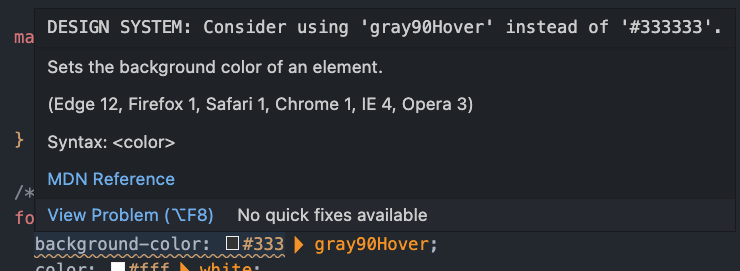 DESIGN SYSTEM: Consider using 'gray90Hover' instead of '#333333'.
ma
Sets the background color of an element.
(Edge 12, Firefox 1, Safari 1, Chrome 1, IE 4, Opera 3)
}
Syntax: <color>
MDN Reference
/*
View Problem (⌥F8) No quick fixes available
fo
background-color: #333 gray90Hover;
color: #fff white;